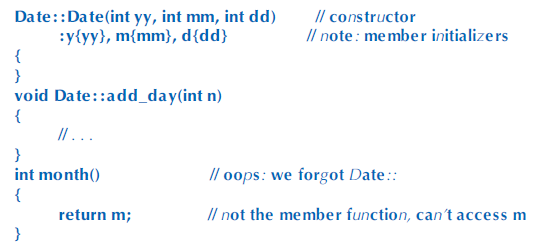 Date::Date(int yy, int mm, int dd) // constructor
:y{yy}, m{mm}, d{dd} // note: member initializers
{
}
void Date::add_day(int n)
{
// . . .
}
int month() // oops: we forgot Date::
{
return m; // not the member function, can't access m
}